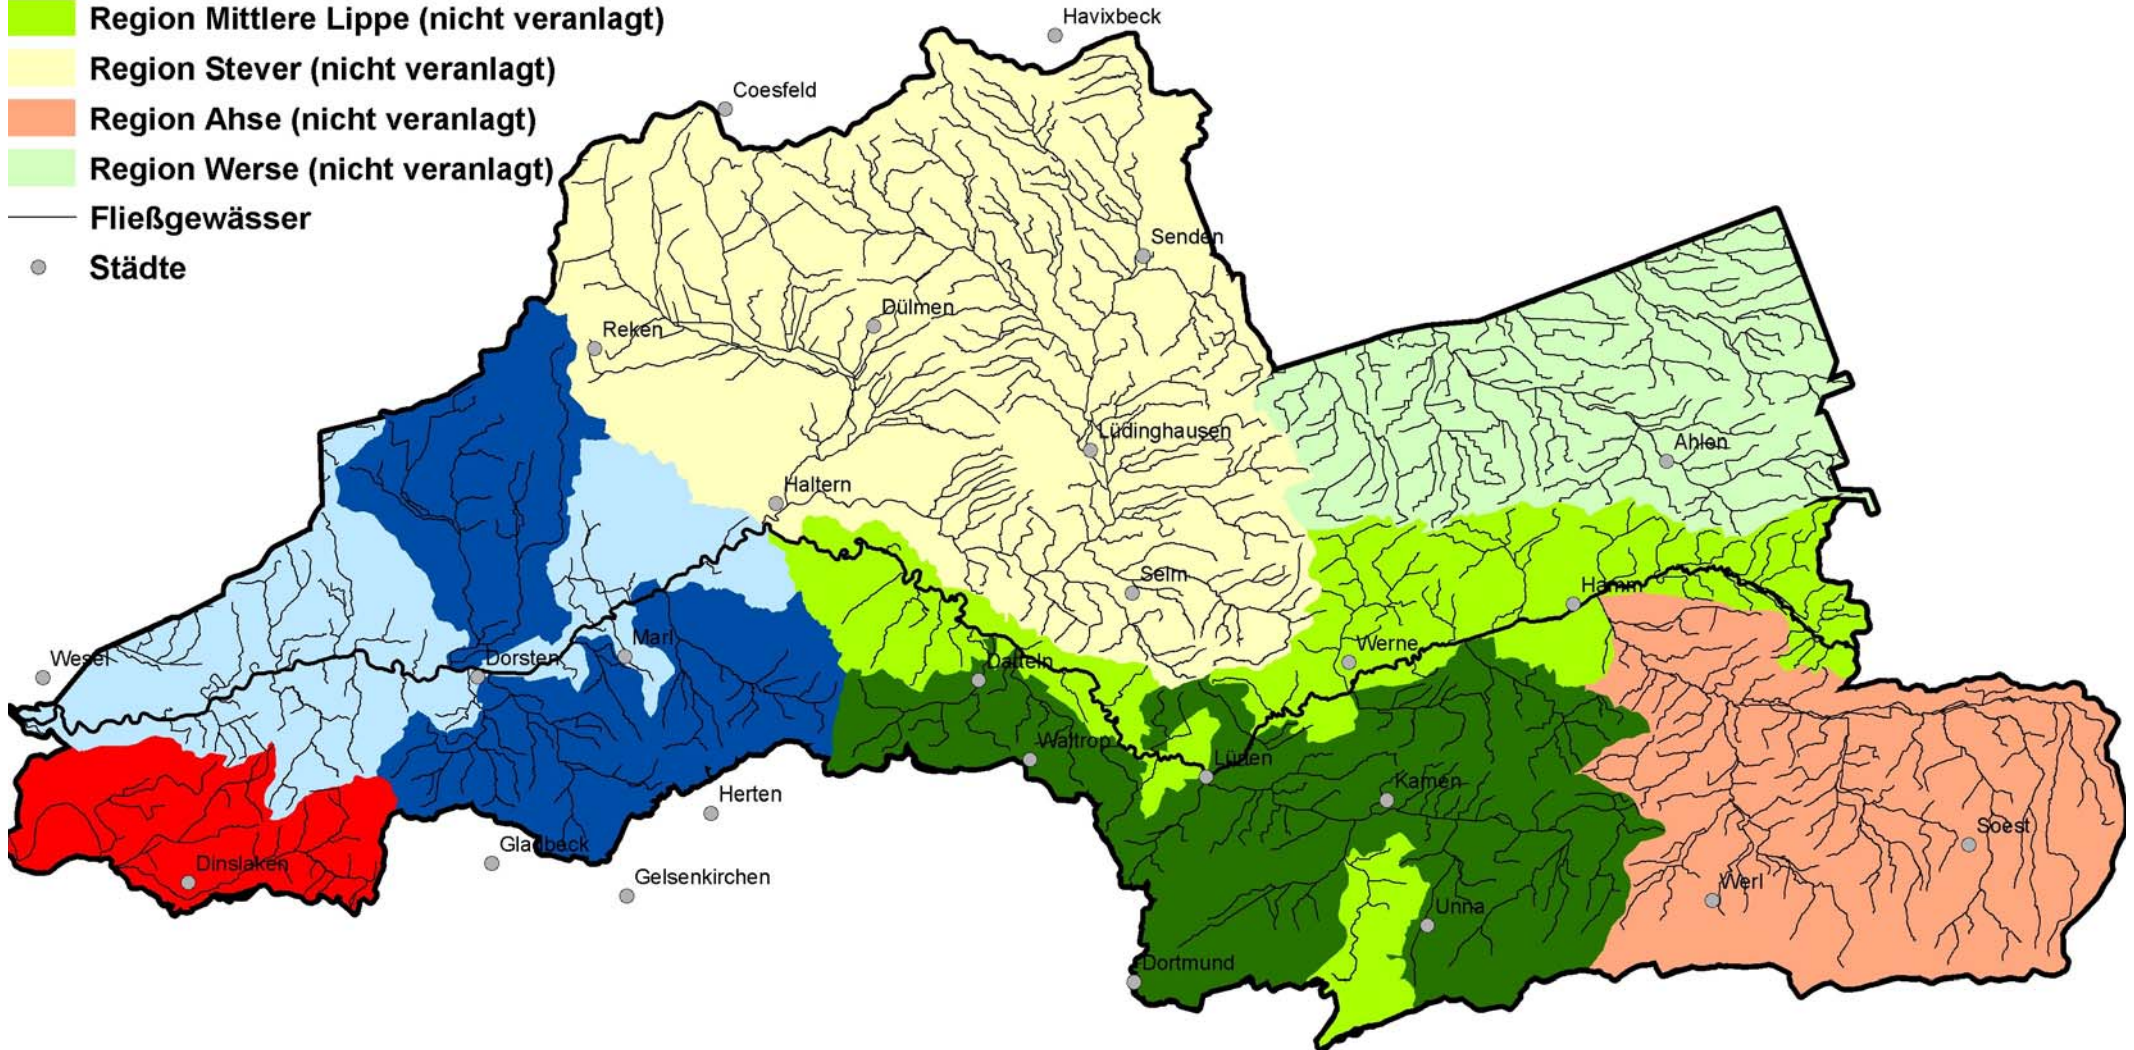 Region Mittlere Lippe (nicht veranlagt)
Region Stever (nicht veranlagt)
Region Ahse (nicht veranlagt)
Region Werse (nicht veranlagt)
Fließgewässer
Städte
Havixbeck
Coesfeld
Senden
Dülmen
Reken
Lüdinghausen
Ahlen
Haltern
Selm
Hamm
Werne
Marl
Wesel
Dorsten
Datteln
Waltrop
Lünen
Kamen
Herten
Soest
Gladbeck
Dinslaken
Gelsenkirchen
Werl
Unna
Dortmund